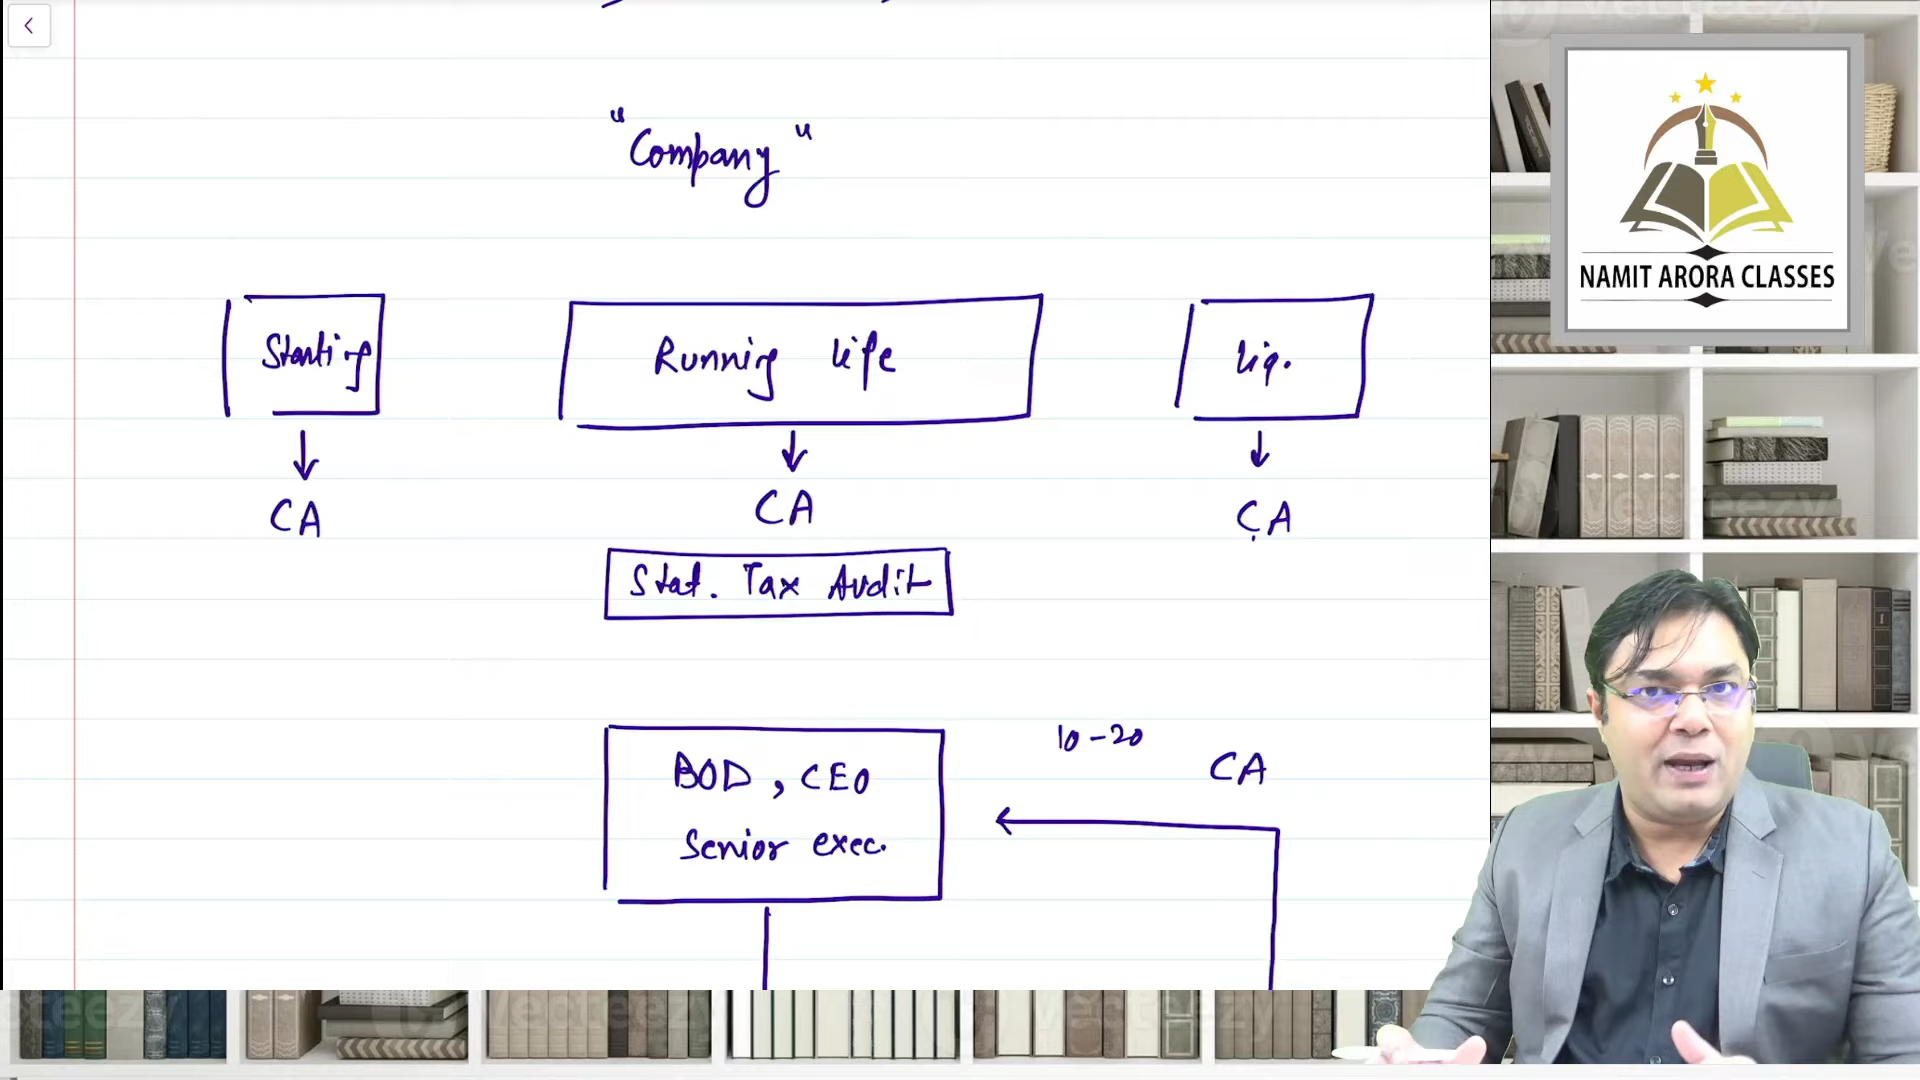 "Company"
Starting
Running life
Liq.
CA
CA
CA
Stat. Tax Audit
BOD, CEO
Senior exec.
10-20
CA
NAMIT ARORA CLASSES